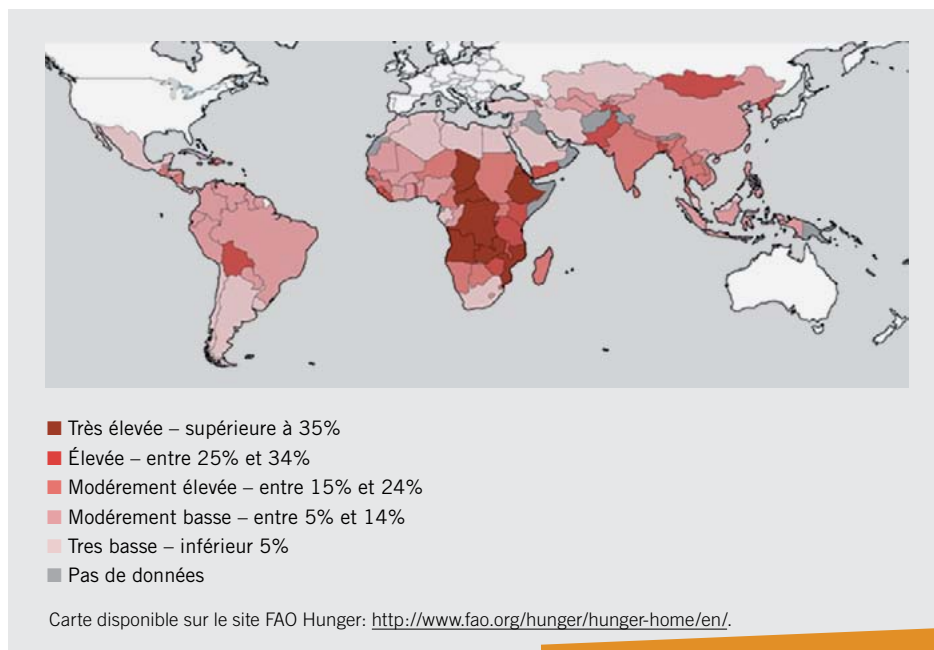 Très élevée – supérieure à 35%
Élevée – entre 25% et 34%
Modérement élevée – entre 15% et 24%
Modérement basse – entre 5% et 14%
Tres basse – inférieur 5%
Pas de données
Carte disponible sur le site FAO Hunger: http://www.fao.org/hunger/hunger-home/en/.